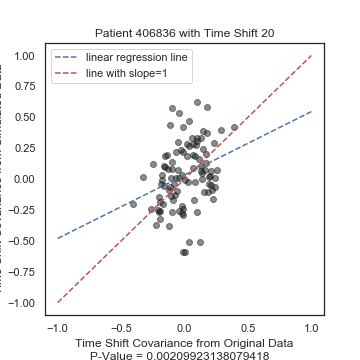 Patient 406836 with Time Shift 20
linear regression line
line with slope=1
1.00
0.75
0.50
0.25
0.00
−0.25
−0.50
−0.75
−1.00
−1.0 −0.5 0.0 0.5 1.0
Time Shift Covariance from Original Data
P-Value = 0.00209923138079418